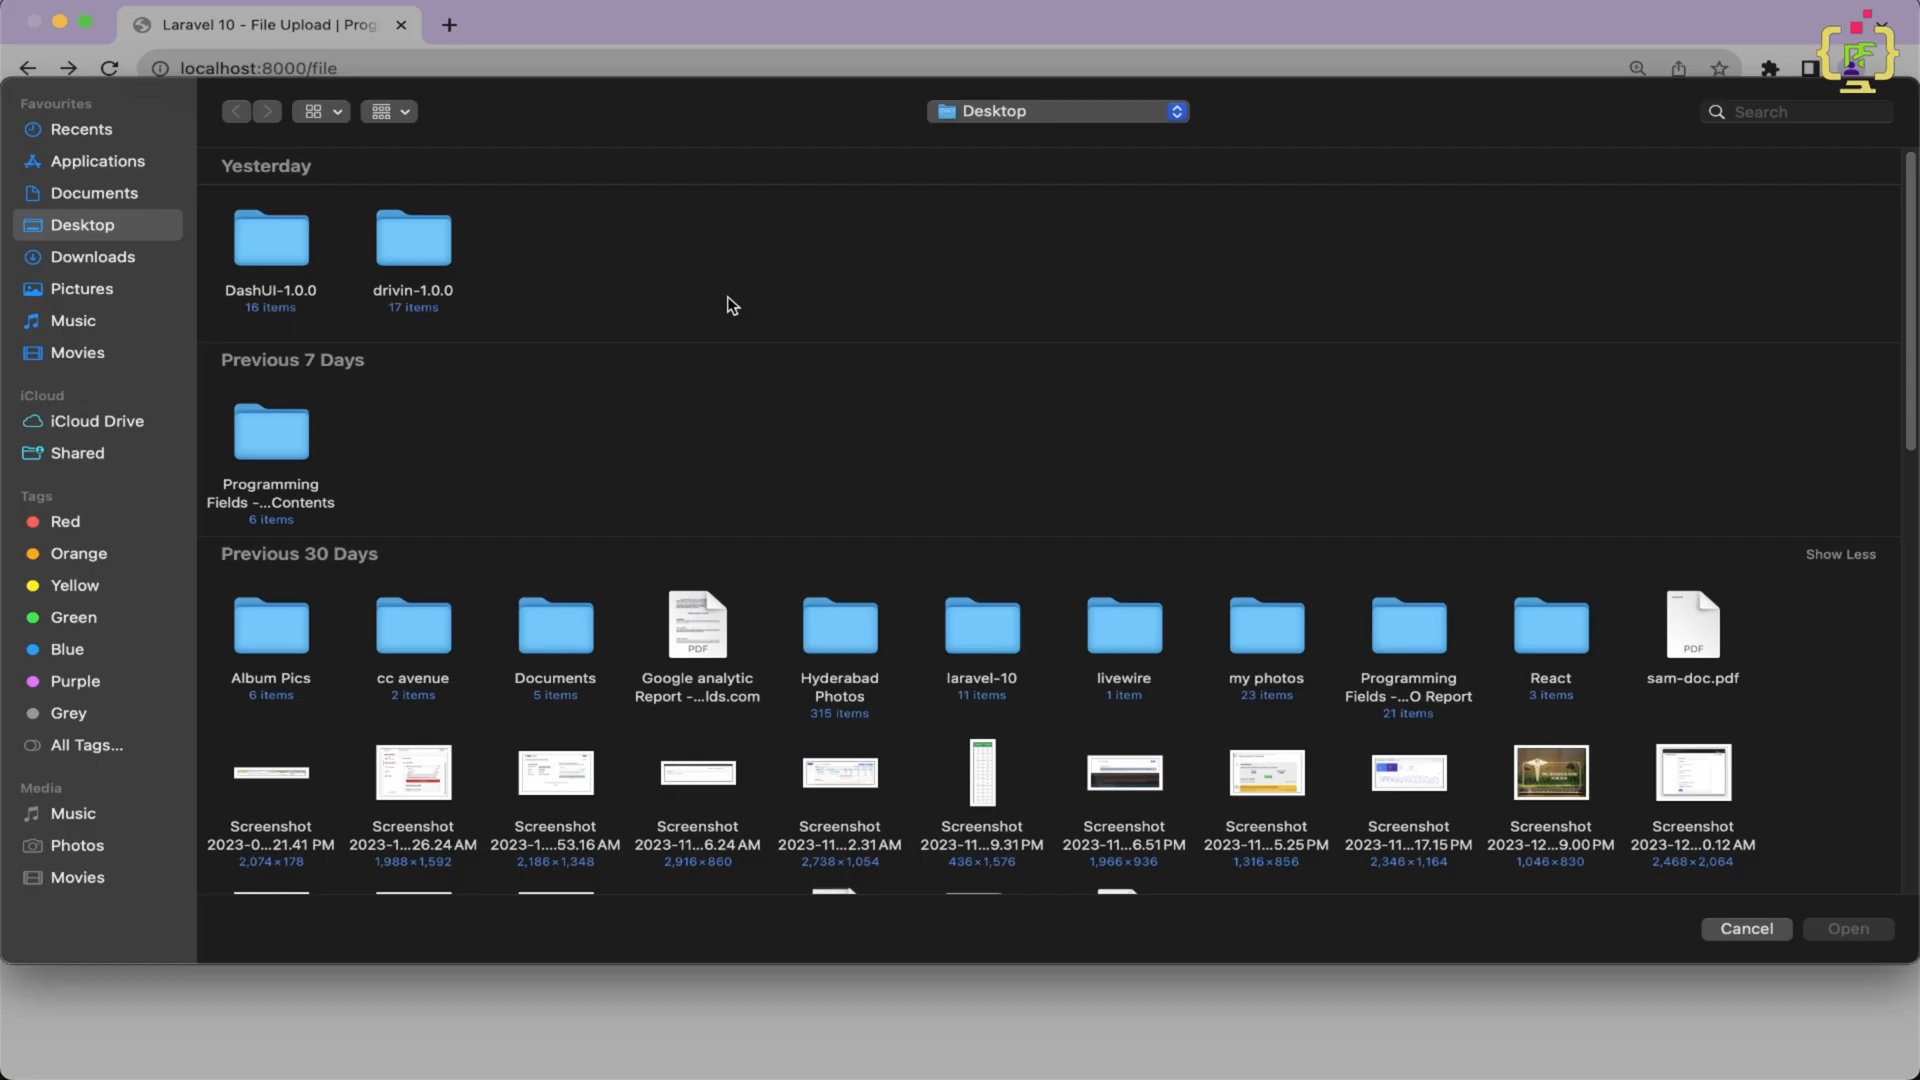 Laravel 10 - File Upload | Prog
localhost:8000/file
Favourites
Recents
Applications
Documents
Desktop
Downloads
Pictures
Music
Movies
iCloud
iCloud Drive
Shared
Tags
Red
Orange
Yellow
Green
Blue
Purple
Grey
All Tags...
Media
Music
Photos
Movies
Desktop
Search
Yesterday
DashUI-1.0.0
16 items
drivin-1.0.0
17 items
Previous 7 Days
Programming
Fields -...Contents
6 items
Previous 30 Days
Show Less
Album Pics
6 items
cc avenue
2 items
Documents
5 items
PDF
Google analytic
Report -...lds.com
Hyderabad
Photos
315 items
laravel-10
11 items
livewire
1 item
my photos
23 items
Programming
Fields -...O Report
21 items
React
3 items
PDF
sam-doc.pdf
Screenshot
2023-0...21.41 PM
2,074×178
Screenshot
2023-1...26.24 AM
1,988×1,592
Screenshot
2023-1....53.16 AM
2,186×1,348
Screenshot
2023-11...6.24 AM
2,916×860
Screenshot
2023-11...2.31 AM
2,738×1,054
Screenshot
2023-11...9.31 PM
436×1,576
Screenshot
2023-11...6.51 PM
1,966×936
Screenshot
2023-11...5.25 PM
1,316×856
Screenshot
2023-11...17.15 PM
2,346×1,164
Screenshot
2023-12...9.00 PM
1,046×830
Screenshot
2023-12...0.12 AM
2,468×2,064
Cancel
Open